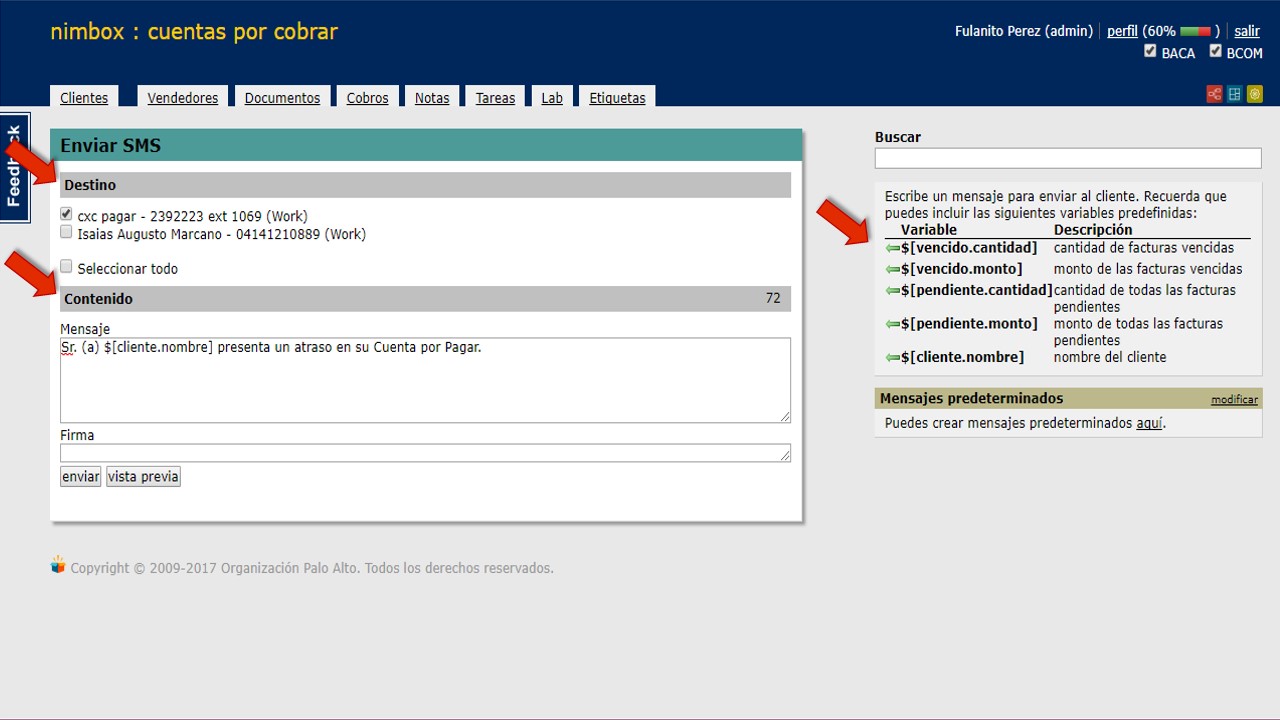 nimbox : cuentas por cobrar
Fulanito Perez (admin) perfil (60% ) salir
BACA BCOM
Clientes Vendedores Documentos Cobros Notas Tareas Lab Etiquetas
Feedback
Enviar SMS
Destino
cxc pagar - 2392223 ext 1069 (Work)
Isaias Augusto Marcano - 04141210889 (Work)
Seleccionar todo
Contenido 72
Mensaje
Sr. (a) $[cliente.nombre] presenta un atraso en su Cuenta por Pagar.
Firma
enviar vista previa
Buscar
Escribe un mensaje para enviar al cliente. Recuerda que
puedes incluir las siguientes variables predefinidas:
Variable Descripción
$[vencido.cantidad] cantidad de facturas vencidas
$[vencido.monto] monto de las facturas vencidas
$[pendiente.cantidad] cantidad de todas las facturas
pendientes
$[pendiente.monto] monto de todas las facturas
pendientes
$[cliente.nombre] nombre del cliente
Mensajes predeterminados modificar
Puedes crear mensajes predeterminados aquí.
Copyright © 2009-2017 Organización Palo Alto. Todos los derechos reservados.